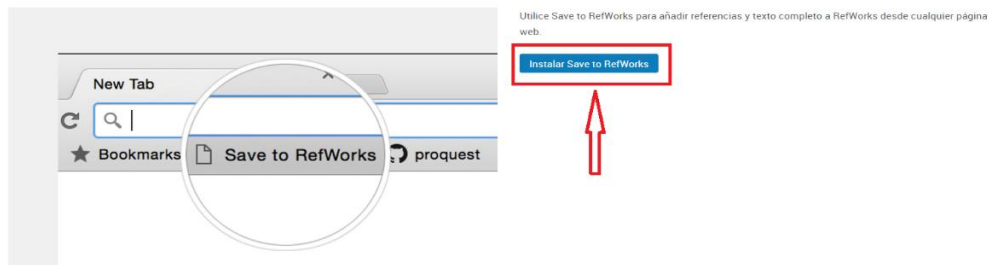 New Tab
Bookmarks
Save to RefWorks
proquest
Utilice Save to RefWorks para añadir referencias y texto completo a RefWorks desde cualquier página
web.
Instalar Save to RefWorks